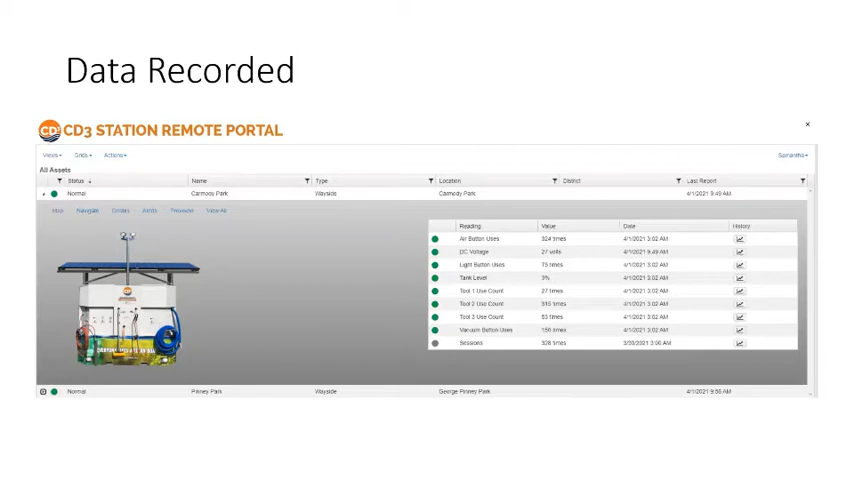 Data Recorded
CD3 CD3 STATION REMOTE PORTAL
Views Grids Actions Samantha
All Assets
Status Name Type Location District Last Report
Normal Carmody Park Wayside Carmody Park 4/1/2021 9:49 AM
Map Navigate Details Alerts Threshold View All
Reading Value Date History
Air Button Uses 324 times 4/1/2021 3:02 AM
DC Voltage 27 volts 4/1/2021 9:49 AM
Light Button Uses 75 times 4/1/2021 3:02 AM
Tank Level 3% 4/1/2021 3:02 AM
Tool 1 Use Count 27 times 4/1/2021 3:02 AM
Tool 2 Use Count 315 times 4/1/2021 3:02 AM
Tool 3 Use Count 53 times 4/1/2021 3:02 AM
Vacuum Button Uses 150 times 4/1/2021 3:02 AM
Sessions 328 times 3/30/2021 3:00 AM
Normal Pinney Park Wayside George Pinney Park 4/1/2021 9:56 AM